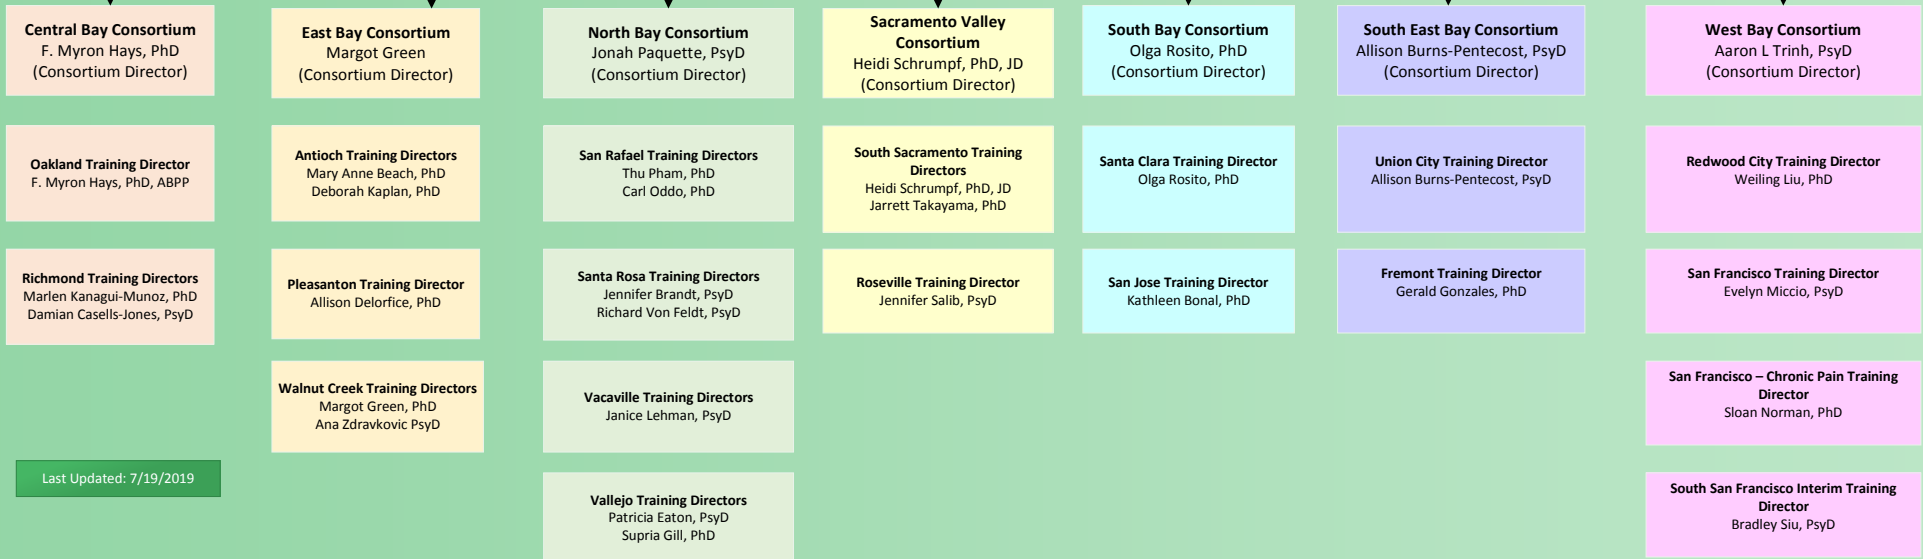 Central Bay Consortium
F. Myron Hays, PhD
(Consortium Director)
East Bay Consortium
Margot Green
(Consortium Director)
North Bay Consortium
Jonah Paquette, PsyD
(Consortium Director)
Sacramento Valley
Consortium
Heidi Schrumpf, PhD, JD
(Consortium Director)
South Bay Consortium
Olga Rosito, PhD
(Consortium Director)
South East Bay Consortium
Allison Burns-Pentecost, PsyD
(Consortium Director)
West Bay Consortium
Aaron L Trinh, PsyD
(Consortium Director)
Oakland Training Director
F. Myron Hays, PhD, ABPP
Antioch Training Directors
Mary Anne Beach, PhD
Deborah Kaplan, PhD
San Rafael Training Directors
Thu Pham, PhD
Carl Oddo, PhD
South Sacramento Training
Directors
Heidi Schrumpf, PhD, JD
Jarrett Takayama, PhD
Santa Clara Training Director
Olga Rosito, PhD
Union City Training Director
Allison Burns-Pentecost, PsyD
Redwood City Training Director
Weiling Liu, PhD
Richmond Training Directors
Marlen Kanagui-Munoz, PhD
Damian Casells-Jones, PsyD
Pleasanton Training Director
Allison Delorfice, PhD
Santa Rosa Training Directors
Jennifer Brandt, PsyD
Richard Von Feldt, PsyD
Roseville Training Director
Jennifer Salib, PsyD
San Jose Training Director
Kathleen Bonal, PhD
Fremont Training Director
Gerald Gonzales, PhD
San Francisco Training Director
Evelyn Miccio, PsyD
Walnut Creek Training Directors
Margot Green, PhD
Ana Zdravkovic PsyD
Vacaville Training Directors
Janice Lehman, PsyD
San Francisco – Chronic Pain Training
Director
Sloan Norman, PhD
Last Updated: 7/19/2019
Vallejo Training Directors
Patricia Eaton, PsyD
Supria Gill, PhD
South San Francisco Interim Training
Director
Bradley Siu, PsyD